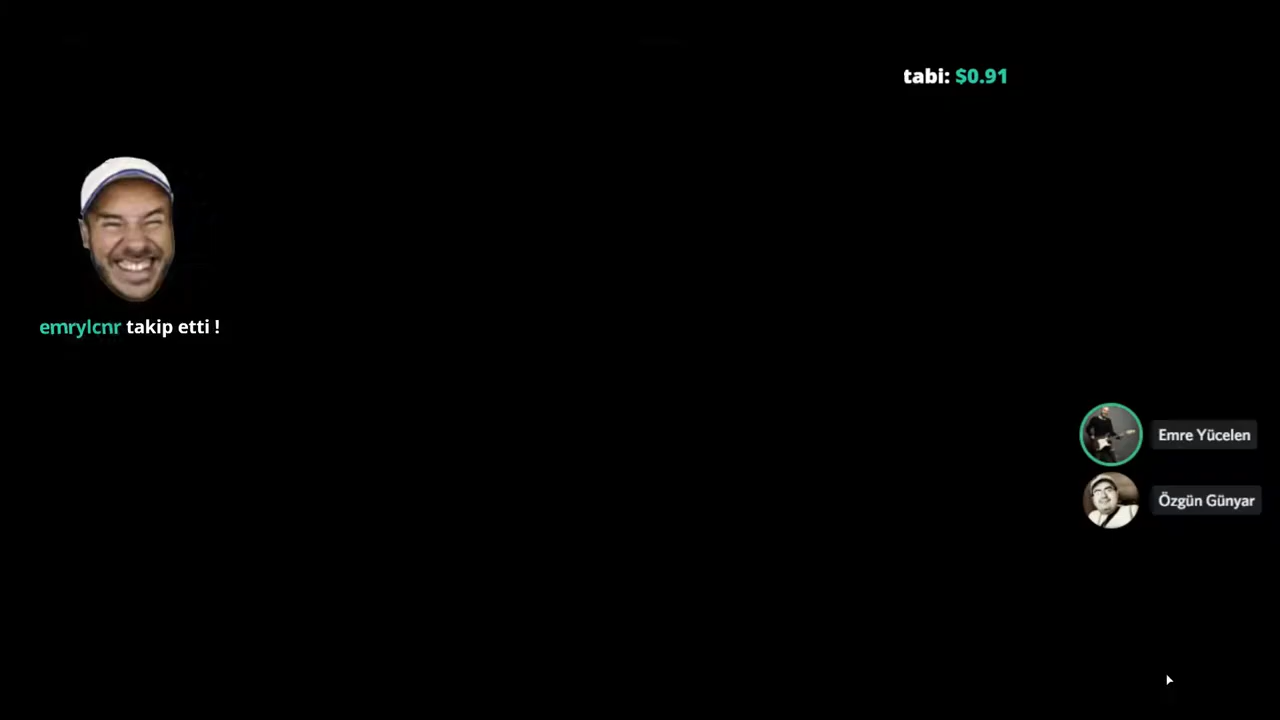 tabi: $0.91
emrylcnr takip etti !
Emre Yücelen
Özgün Günyar